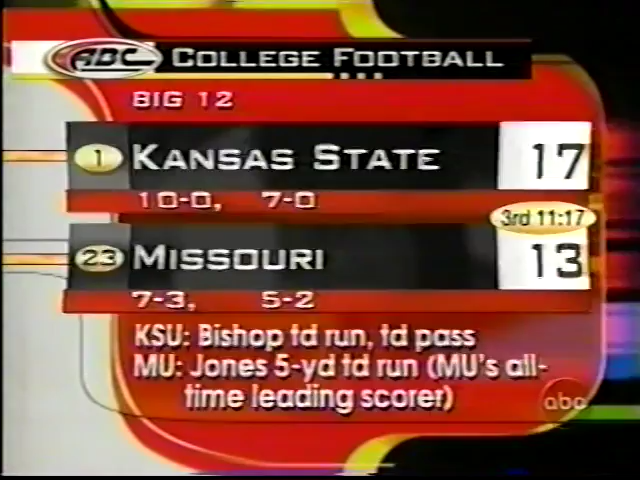 ABC COLLEGE FOOTBALL
BIG 12
1 KANSAS STATE 17
10-0, 7-0
3rd 11:17
23 MISSOURI 13
7-3, 5-2
KSU: Bishop td run, td pass
MU: Jones 5-yd td run (MU's all-
time leading scorer)
abc